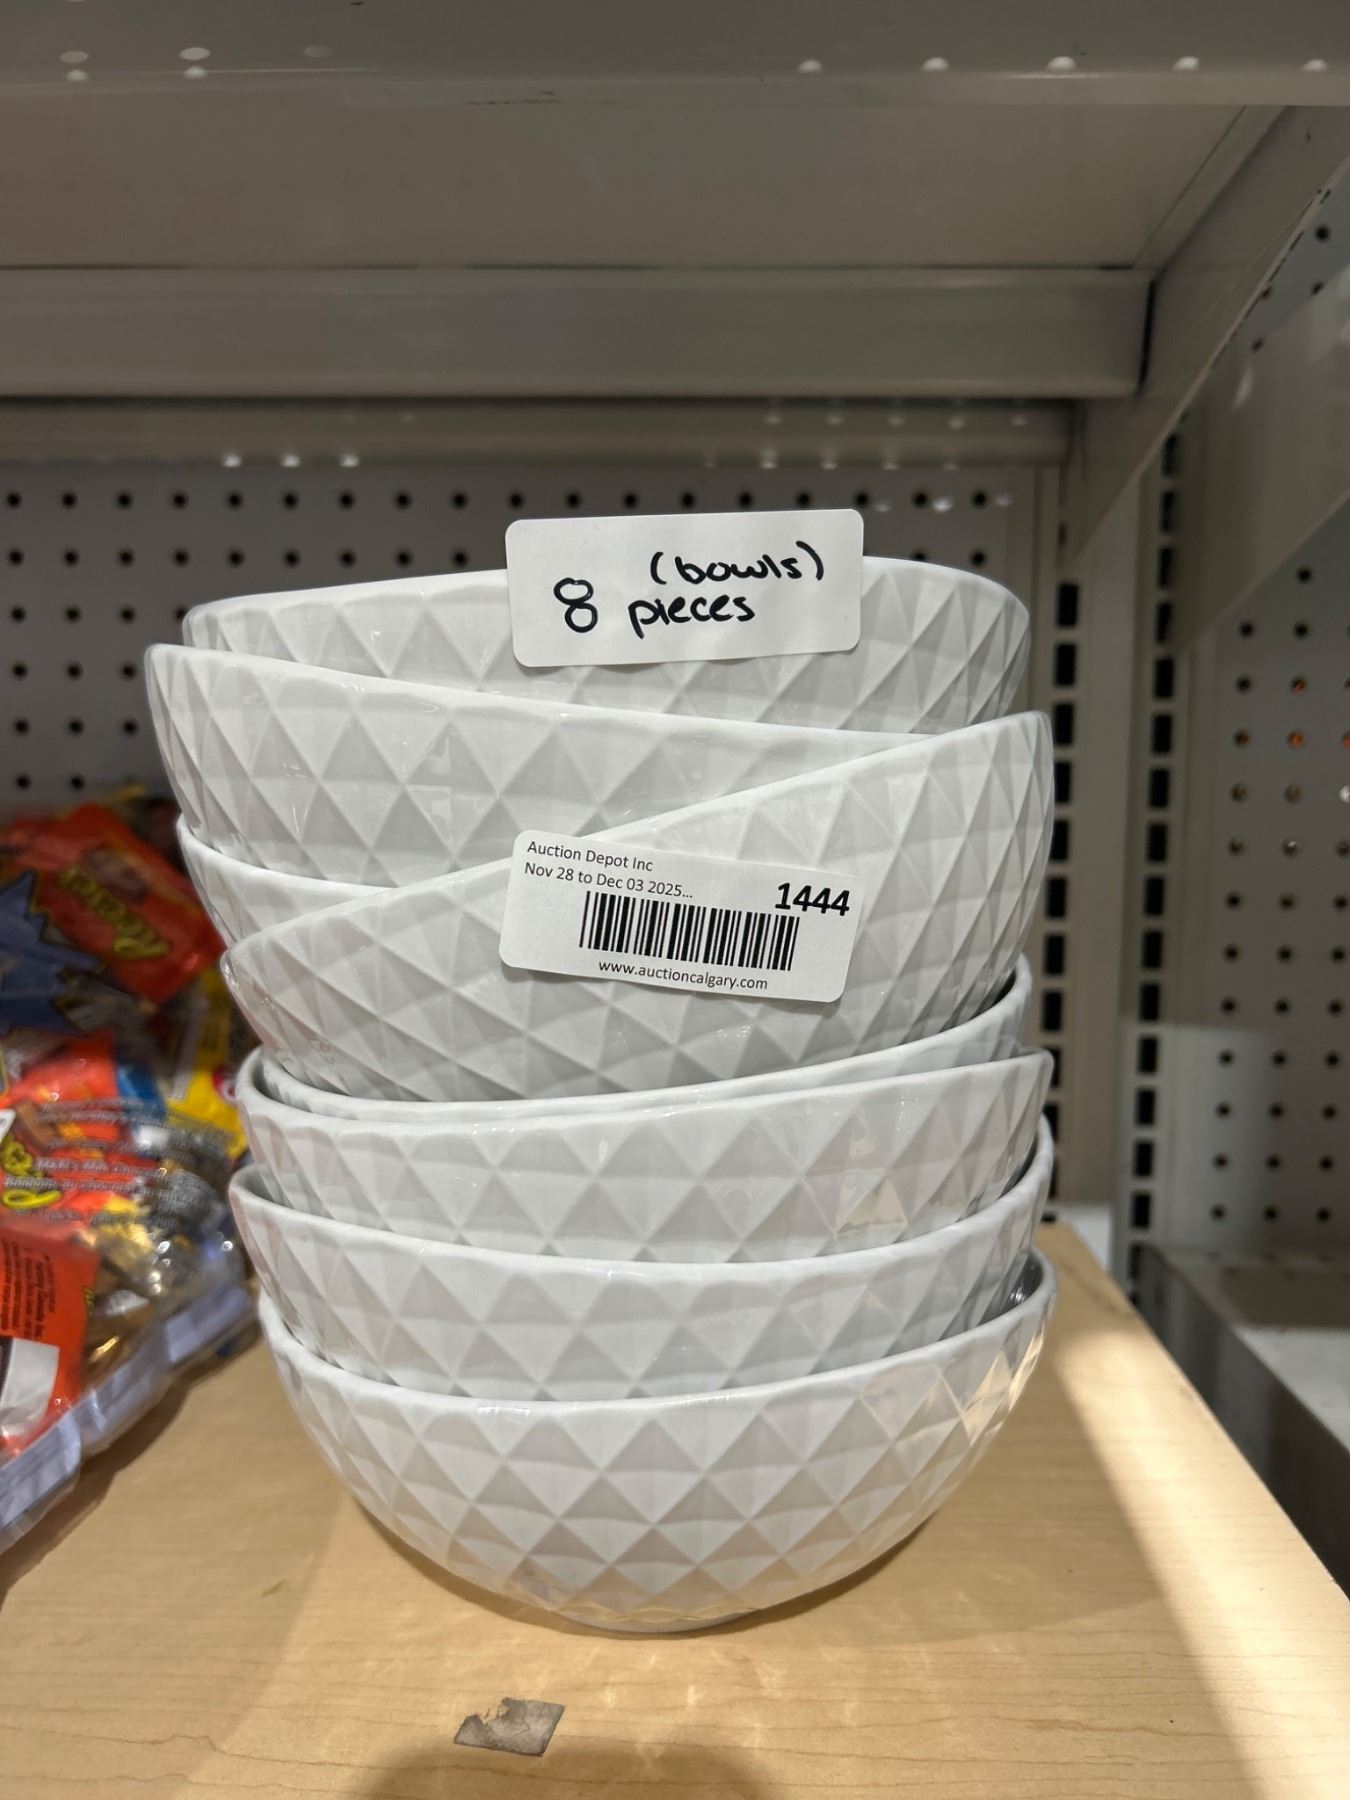 (bowls)
8 pieces
Auction Depot Inc
Nov 28 to Dec 03 2025...
1444
www.auctioncalgary.com